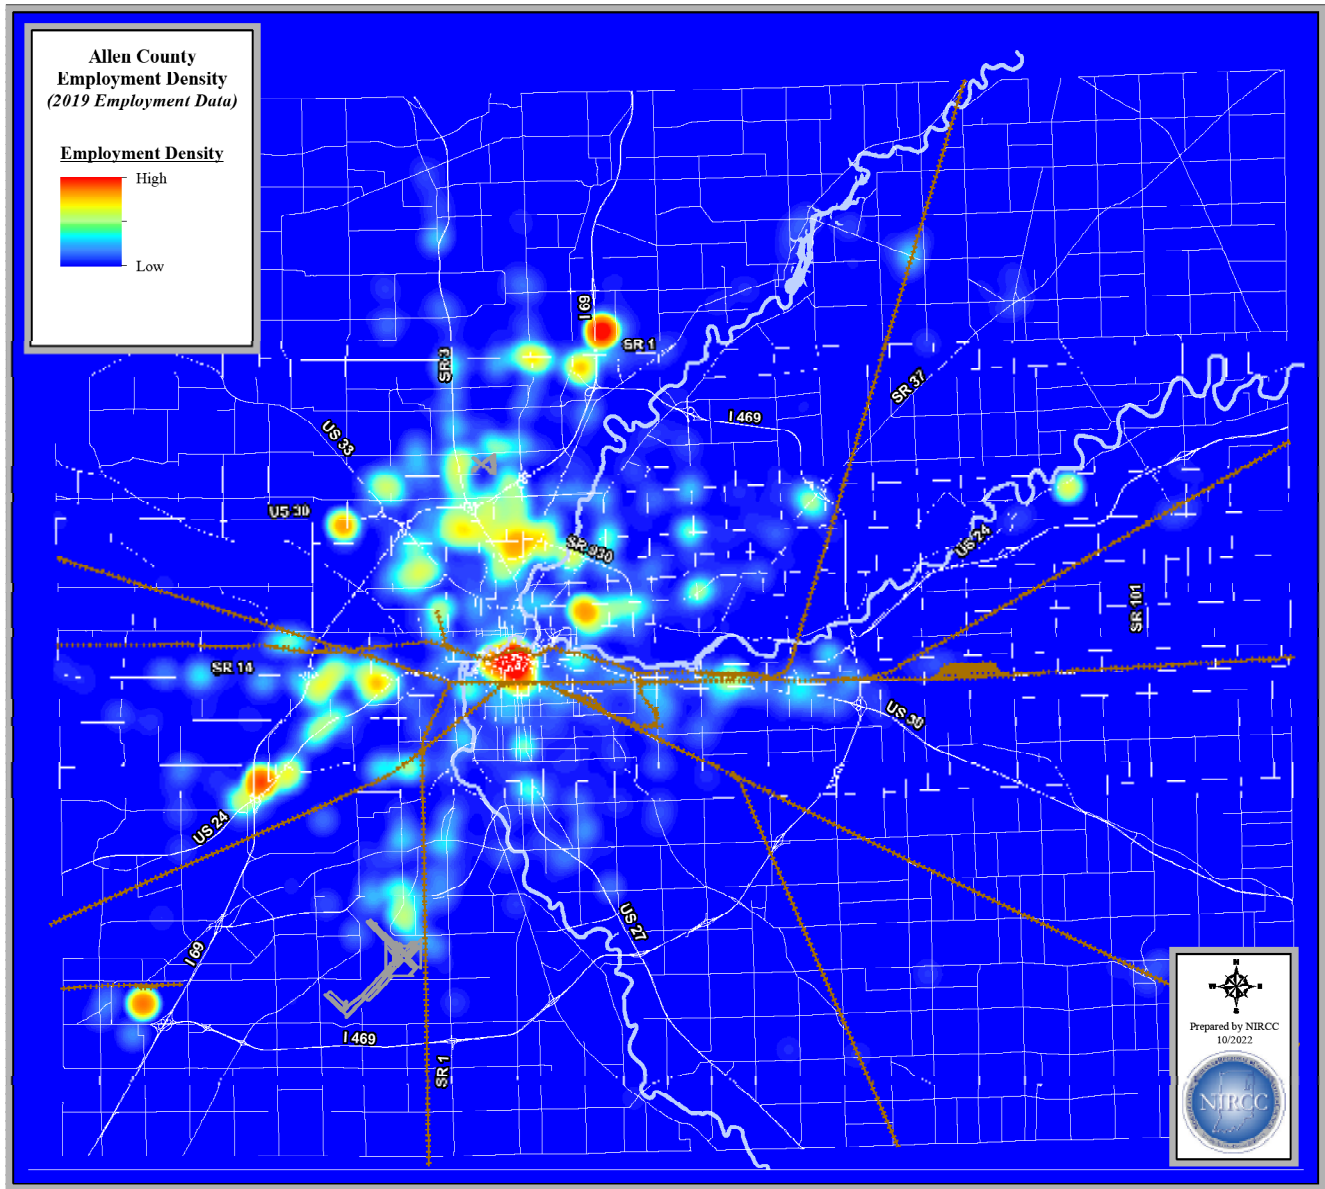 Allen County
Employment Density
(2019 Employment Data)
Employment Density
High
Low
I 69
SR 1
SR 3
SR 37
I 469
US 33
US 30
US 24
SR 930
SR 101
SR 14
US 30
US 24
US 27
I 69
I 469
SR 1
N
W
E
S
Prepared by NIRCC
10/2022
NIRCC